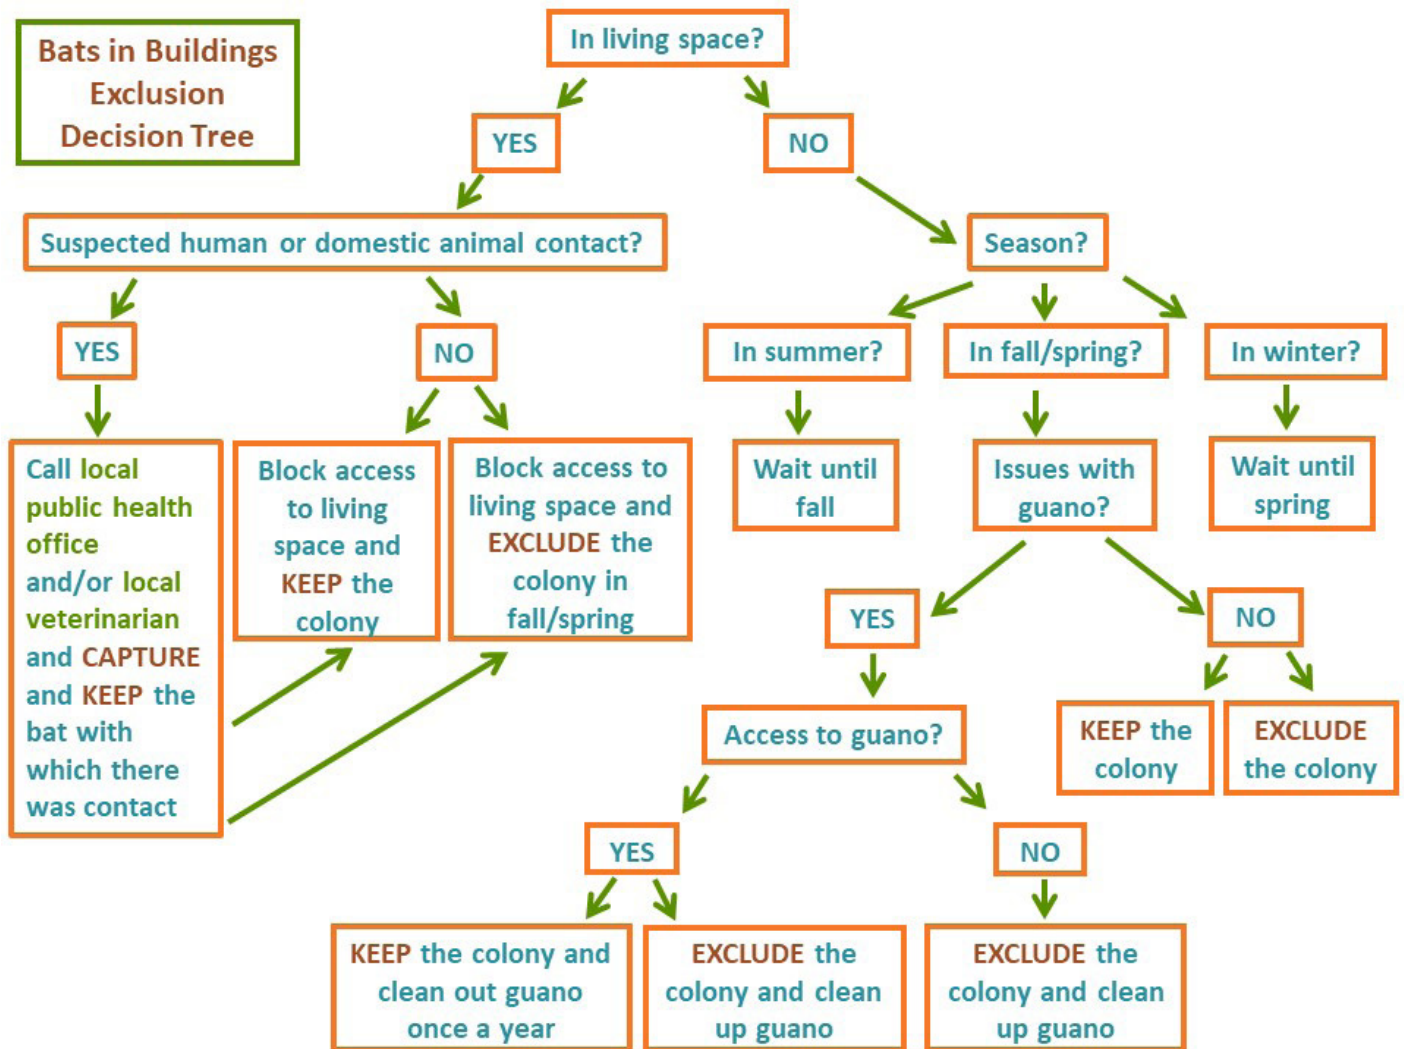 Bats in Buildings
Exclusion
Decision Tree
In living space?
YES
NO
Suspected human or domestic animal contact?
Season?
YES
NO
In summer?
In fall/spring?
In winter?
Call local
public health
office
and/or local
veterinarian
and CAPTURE
and KEEP the
bat with
which there
was contact
Block access
to living
space and
KEEP the
colony
Block access to
living space and
EXCLUDE the
colony in
fall/spring
Wait until
fall
Issues with
guano?
Wait until
spring
YES
NO
Access to guano?
KEEP the
colony
EXCLUDE
the colony
YES
NO
KEEP the colony and
clean out guano
once a year
EXCLUDE the
colony and clean
up guano
EXCLUDE the
colony and clean
up guano